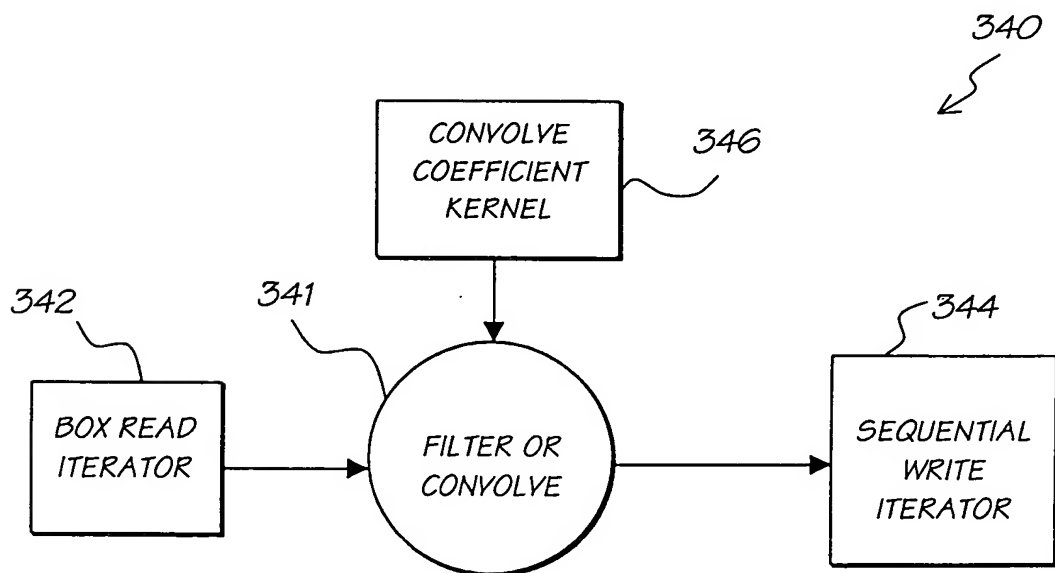 340
CONVOLVE
COEFFICIENT
KERNEL
346
342
341
344
BOX READ
ITERATOR
FILTER OR
CONVOLVE
SEQUENTIAL
WRITE
ITERATOR